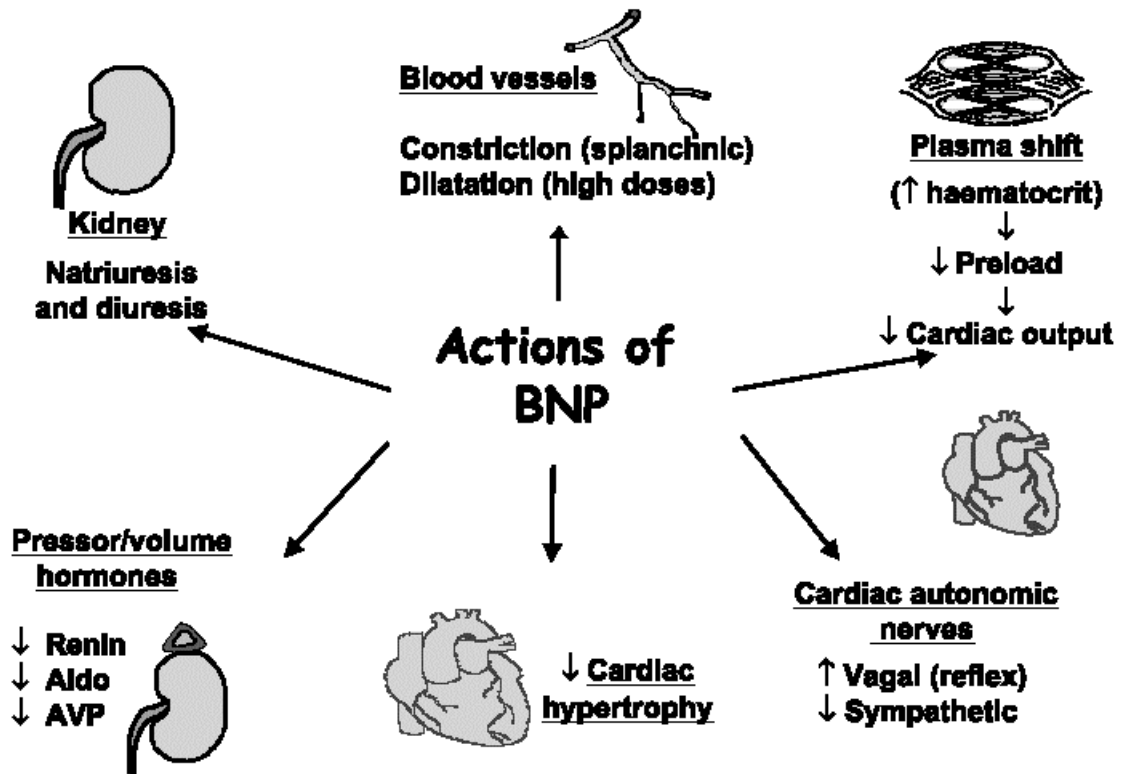 Blood vessels
Constriction (splanchnic)
Dilatation (high doses)
Plasma shift
(↑ haematocrit)
↓
↓ Preload
↓
↓ Cardiac output
Kidney
Natriuresis
and diuresis
Actions of
BNP
Pressor/volume
hormones
↓ Renin
↓ Aldo
↓ AVP
↓ Cardiac
hypertrophy
Cardiac autonomic
nerves
↑ Vagal (reflex)
↓ Sympathetic